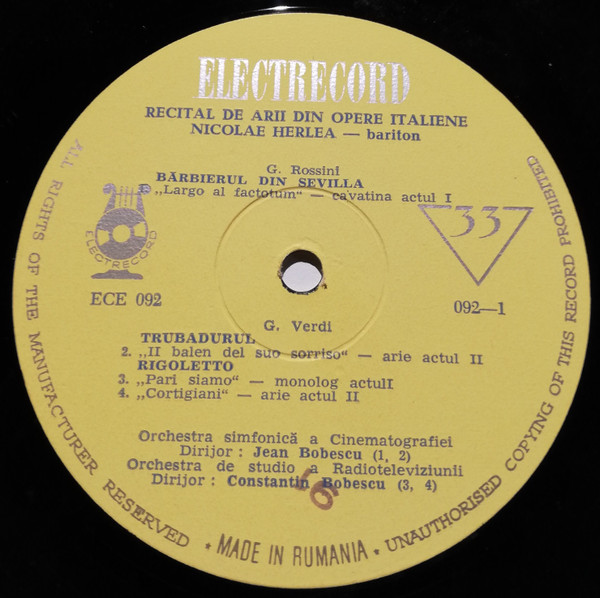 ELECTRECORD
RECITAL DE ARII DIN OPERE ITALIENE
NICOLAE HERLEA — bariton
G. Rossini
BĂRBIERUL DIN SEVILLA
„Largo al factotum“ — cavatina actul I
ELECTRECORD
33
ECE 092
092—1
G. Verdi
TRUBADURUL
2. „Il balen del suo sorriso“ — arie actul II
RIGOLETTO
3. „Pari siamo“ — monolog actulI
4. „Cortigiani“ — arie actul II
Orchestra simfonică a Cinematografiei
Dirijor : Jean Bobescu (1, 2)
Orchestra de studio a Radioteleviziunii
Dirijor : Constantin Bobescu (3, 4)
ALL RIGHTS OF THE MANUFACTURER RESERVED * MADE IN RUMANIA * UNAUTHORISED COPYING OF THIS RECORD PROHIBITED